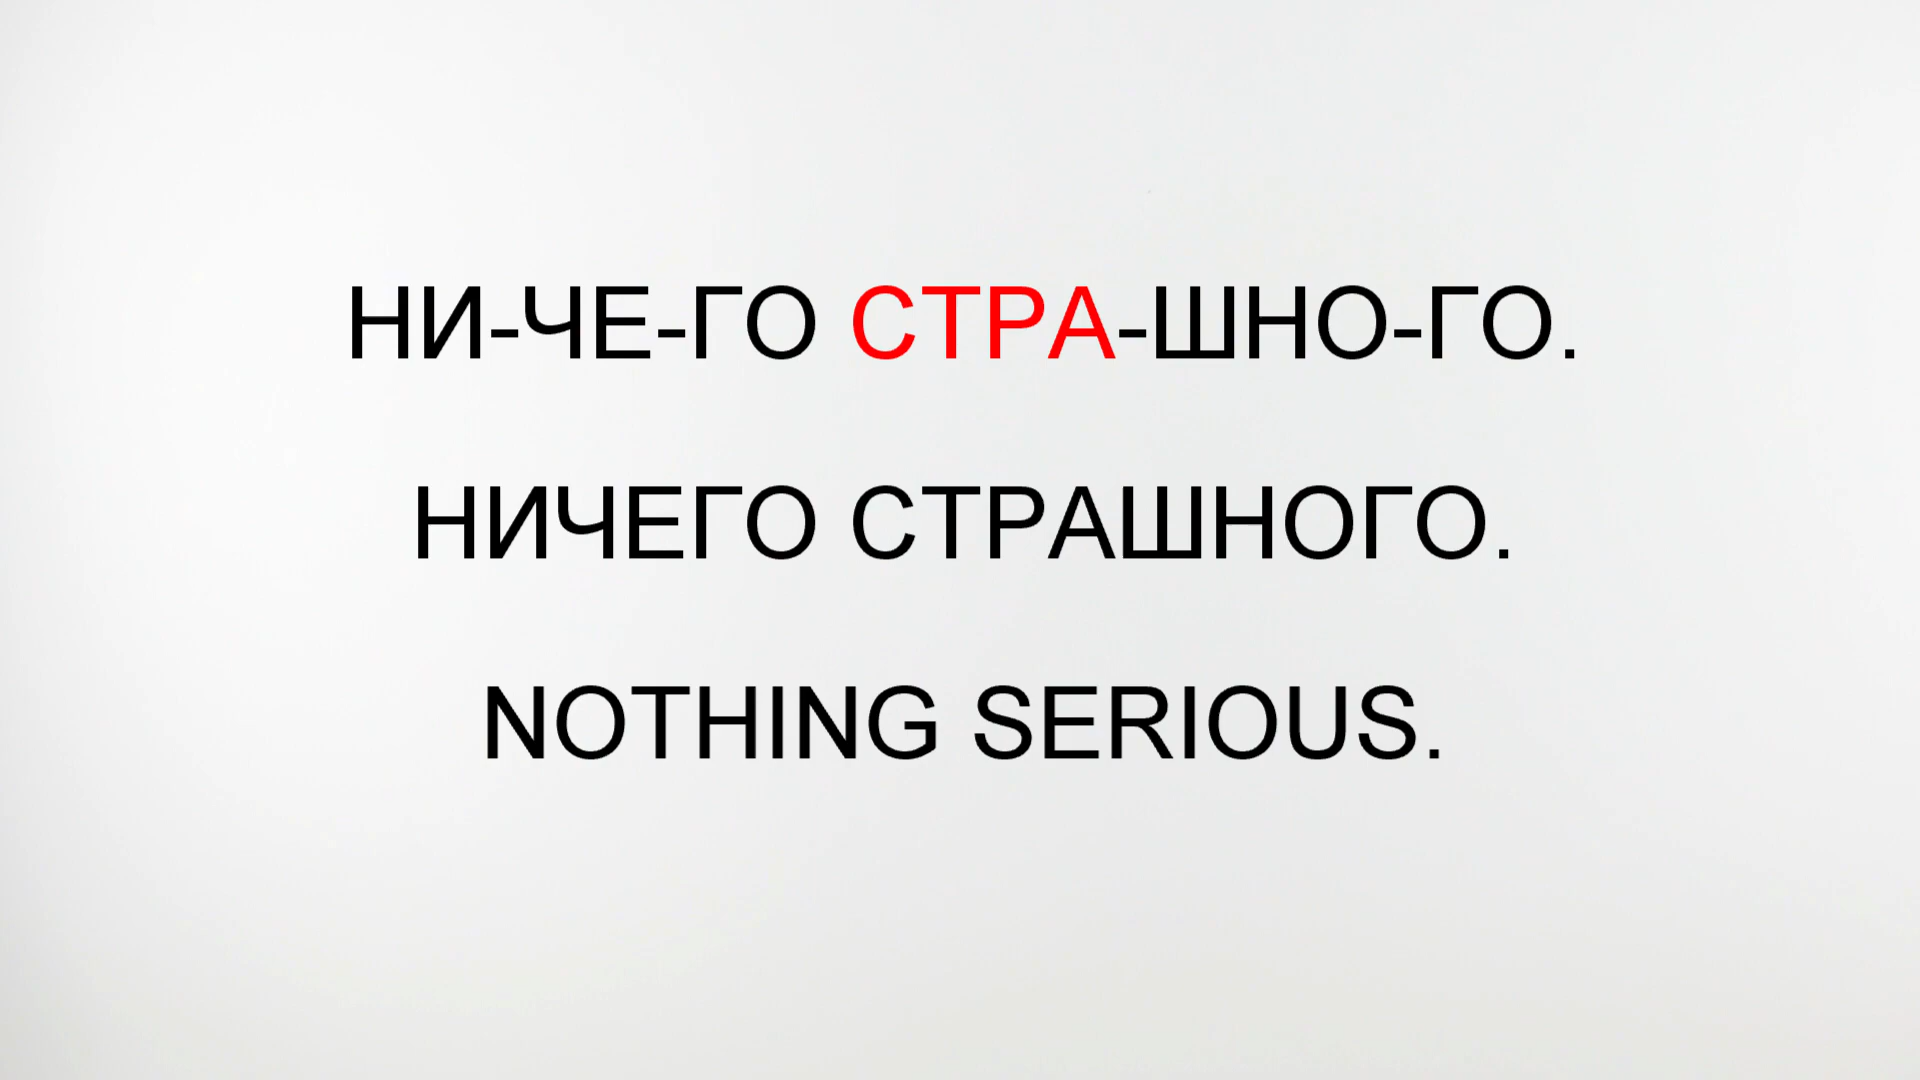 НИ-ЧЕ-ГО СТРА-ШНО-ГО.
НИЧЕГО СТРАШНОГО.
NOTHING SERIOUS.